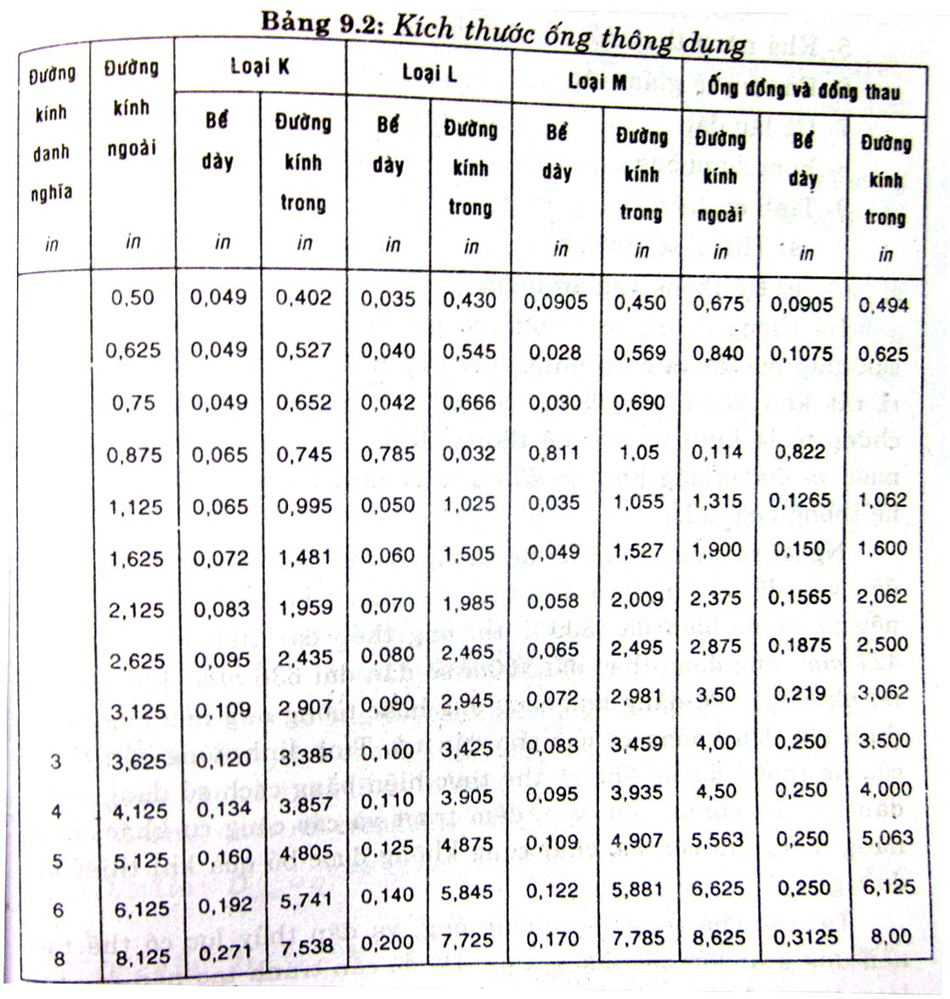 Bảng 9.2: Kích thước ống thông dụng
Đường kính danh nghĩa in
Đường kính ngoài in
Loại K
Loại L
Loại M
Ống đồng và đồng thau
Bể dày in
Đường kính trong in
Bể dày in
Đường kính trong in
Bể dày in
Đường kính trong in
Đường kính ngoài in
Bể dày in
Đường kính trong in
0,50 0,049 0,402 0,035 0,430 0,0905 0,450 0,675 0,0905 0,494
0,625 0,049 0,527 0,040 0,545 0,028 0,569 0,840 0,1075 0,625
0,75 0,049 0,652 0,042 0,666 0,030 0,690
0,875 0,065 0,745 0,785 0,032 0,811 1,05 0,114 0,822
1,125 0,065 0,995 0,050 1,025 0,035 1,055 1,315 0,1265 1,062
1,625 0,072 1,481 0,060 1,505 0,049 1,527 1,900 0,150 1,600
2,125 0,083 1,959 0,070 1,985 0,058 2,009 2,375 0,1565 2,062
2,625 0,095 2,435 0,080 2,465 0,065 2,495 2,875 0,1875 2,500
3,125 0,109 2,907 0,090 2,945 0,072 2,981 3,50 0,219 3,062
3 3,625 0,120 3,385 0,100 3,425 0,083 3,459 4,00 0,250 3,500
4 4,125 0,134 3,857 0,110 3,905 0,095 3,935 4,50 0,250 4,000
5 5,125 0,160 4,805 0,125 4,875 0,109 4,907 5,563 0,250 5,063
6 6,125 0,192 5,741 0,140 5,845 0,122 5,881 6,625 0,250 6,125
8 8,125 0,271 7,538 0,200 7,725 0,170 7,785 8,625 0,3125 8,00